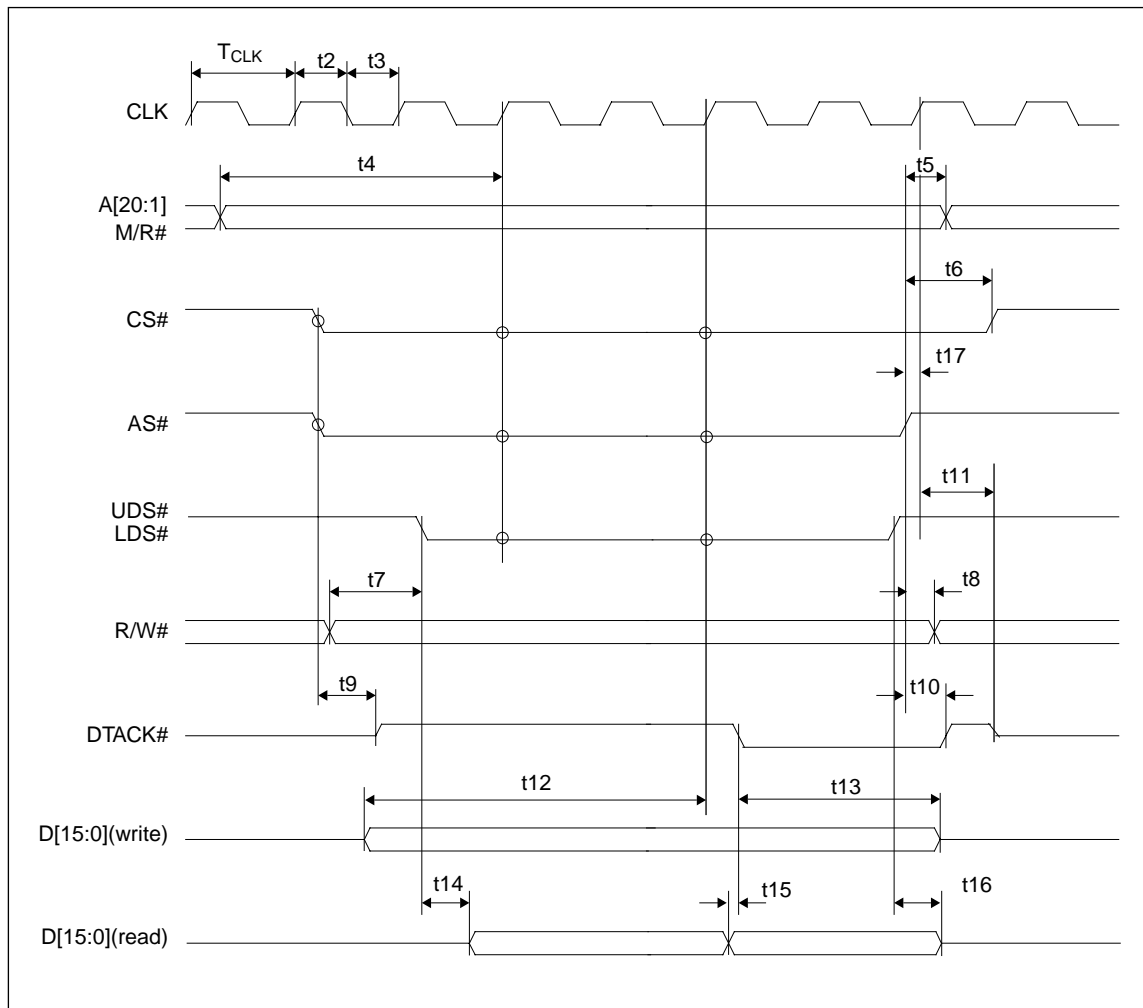 TCLK
t2
t3
CLK
t4
t5
A[20:1]
M/R#
t6
CS#
t17
AS#
t11
UDS#
LDS#
t7
t8
R/W#
t9
t10
DTACK#
t12
t13
D[15:0](write)
t14
t15
t16
D[15:0](read)